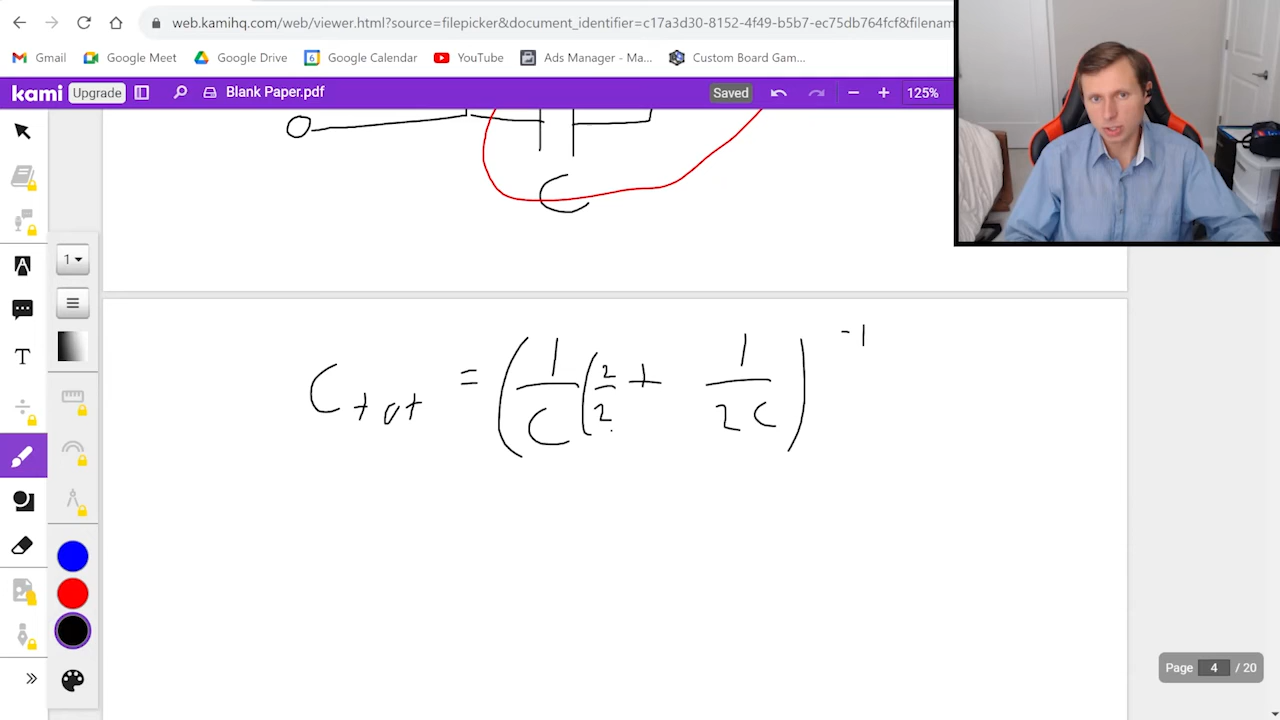 web.kamihq.com/web/viewer.html?source=filepicker&document_identifier=c17a3d30-8152-4f49-b5b7-ec75db764fcf&filenam
Gmail Google Meet Google Drive 6 Google Calendar YouTube Ads Manager - Ma... Custom Board Gam...
kami Upgrade Blank Paper.pdf Saved 125%
C
1
A
T
C tot = (1/C (2/2 + 1/2C)^-1
Page 4 / 20